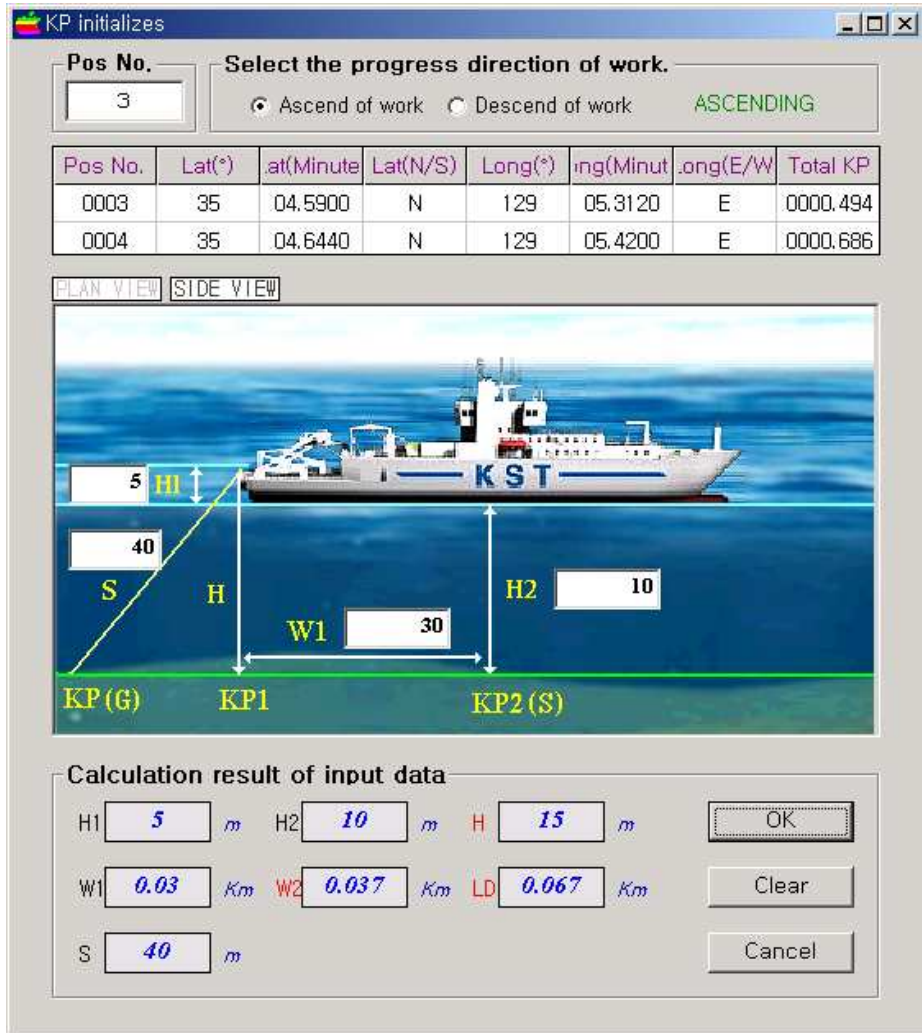 KP initializes
Pos No.
Select the progress direction of work.
3
Ascend of work
Descend of work
ASCENDING
Pos No. Lat(°) .at(Minute Lat(N/S) Long(°) ıng(Minut .ong(E/W Total KP
0003 35 04.5900 N 129 05.3120 E 0000.494
0004 35 04.6440 N 129 05.4200 E 0000.686
PLAN VIEW SIDE VIEW
KST
5 H1
40
S
H
H2 10
W1 30
KP(G) KP1 KP2(S)
Calculation result of input data
H1 5 m H2 10 m H 15 m OK
W1 0.03 Km W2 0.037 Km LD 0.067 Km Clear
S 40 m Cancel